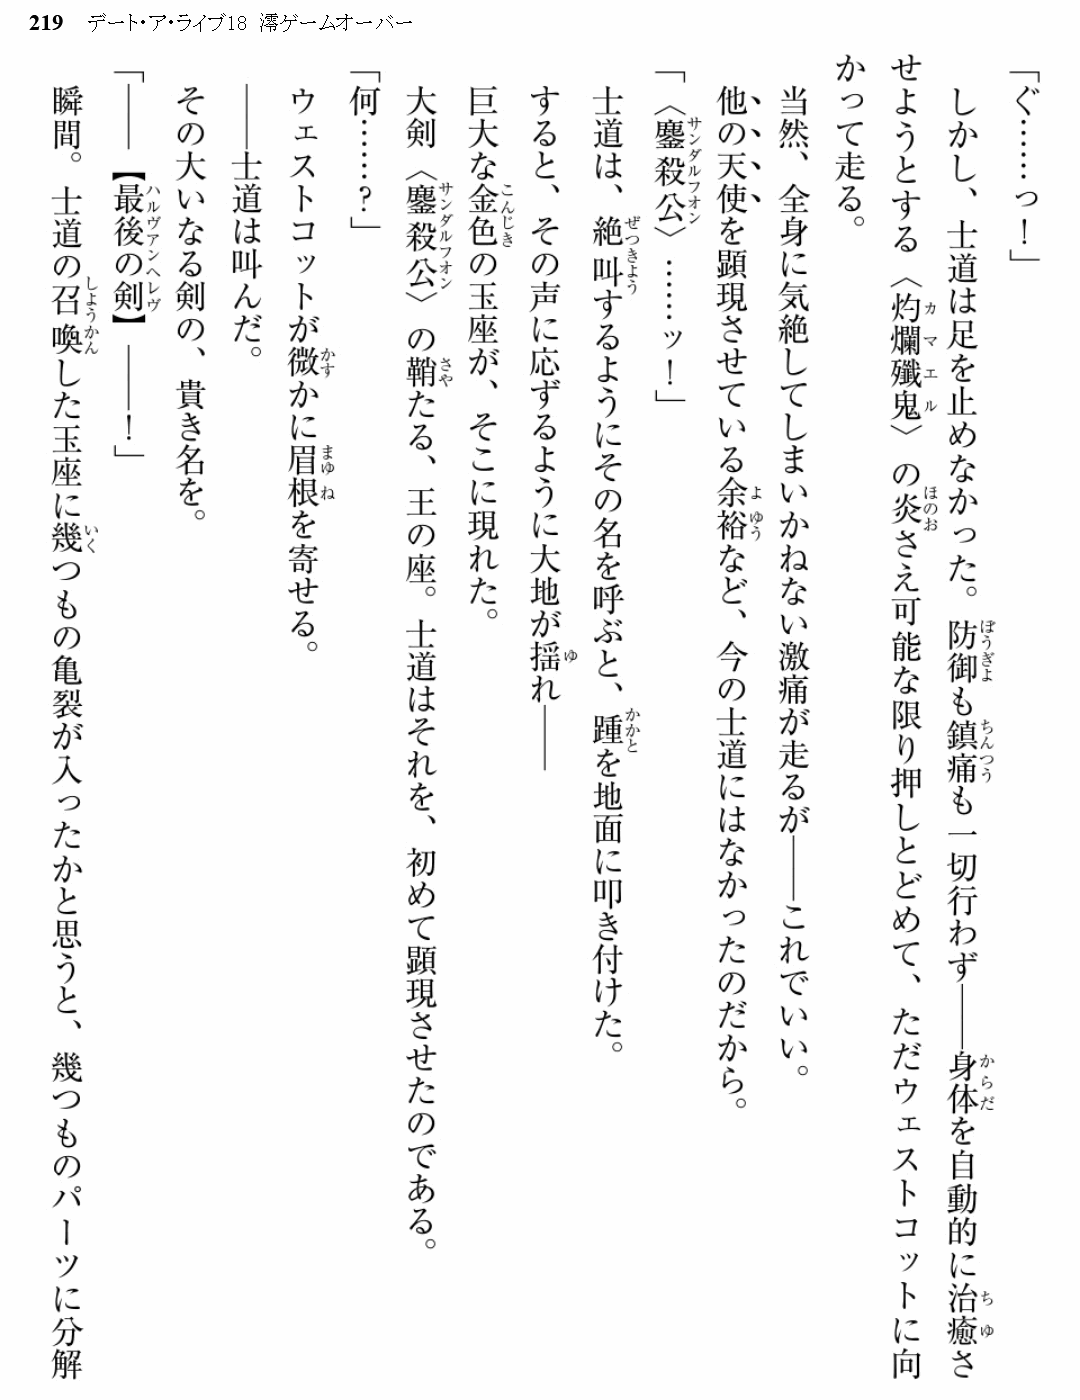 219 デート・ア・ライブ18 澪ゲームオーバー
「ぐ……っ！」
しかし、士道は足を止めなかった。防御も鎮痛も一切行わず――身体を自動的に治癒さ
せようとする〈灼爛殲鬼〉の炎さえ可能な限り押しとどめて、ただウェストコットに向
かって走る。
当然、全身に気絶してしまいかねない激痛が走るが――これでいい。
他の天使を顕現させている余裕など、今の士道にはなかったのだから。
「〈鏖殺公〉……ッ！」
士道は、絶叫するようにその名を呼ぶと、踵を地面に叩き付けた。
すると、その声に応ずるように大地が揺れ――
巨大な金色の玉座が、そこに現れた。
大剣〈鏖殺公〉の鞘たる、王の座。士道はそれを、初めて顕現させたのである。
「何……？」
ウェストコットが微かに眉根を寄せる。
――士道は叫んだ。
その大いなる剣の、貴き名を。
「――【最後の剣】――！」
瞬間。士道の召喚した玉座に幾つもの亀裂が入ったかと思うと、幾つものパーツに分解